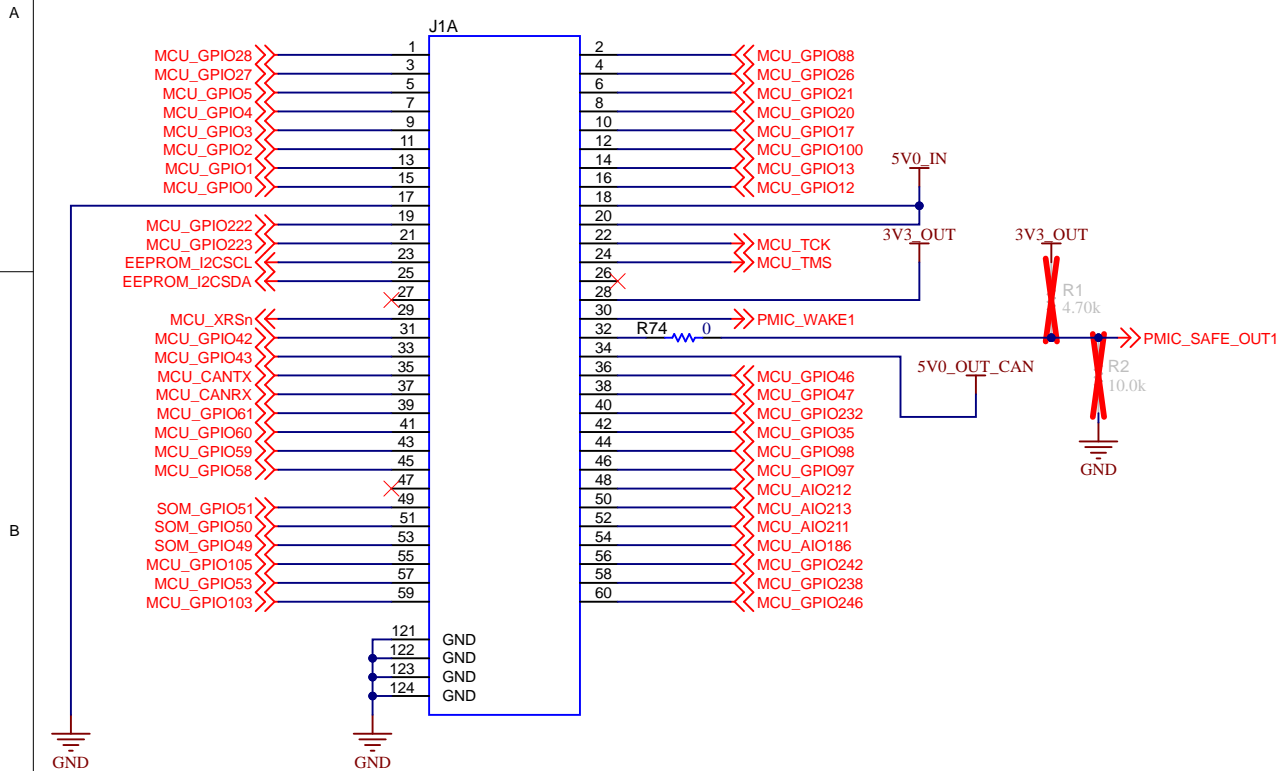 A
J1A
MCU_GPIO28 1 2 MCU_GPIO88
MCU_GPIO27 3 4 MCU_GPIO26
MCU_GPIO5 5 6 MCU_GPIO21
MCU_GPIO4 7 8 MCU_GPIO20
MCU_GPIO3 9 10 MCU_GPIO17
MCU_GPIO2 11 12 MCU_GPIO100
MCU_GPIO1 13 14 MCU_GPIO13
5V0_IN
MCU_GPIO0 15 16 MCU_GPIO12
17 18
MCU_GPIO222 19 20
MCU_GPIO223 21 22 MCU_TCK
3V3_OUT 3V3_OUT
EEPROM_I2CSCL 23 24 MCU_TMS
EEPROM_I2CSDA 25 26
27 28
R1
4.70k
MCU_XRSn 29 30 PMIC_WAKE1
MCU_GPIO42 31 32 R74 0 PMIC_SAFE_OUT1
MCU_GPIO43 33 34
5V0_OUT_CAN
R2
10.0k
MCU_CANTX 35 36 MCU_GPIO46
MCU_CANRX 37 38 MCU_GPIO47
MCU_GPIO61 39 40 MCU_GPIO232
MCU_GPIO60 41 42 MCU_GPIO35
MCU_GPIO59 43 44 MCU_GPIO98
MCU_GPIO58 45 46 MCU_GPIO97
GND
47 48 MCU_AIO212
SOM_GPIO51 49 50 MCU_AIO213
B
SOM_GPIO50 51 52 MCU_AIO211
SOM_GPIO49 53 54 MCU_AIO186
MCU_GPIO105 55 56 MCU_GPIO242
MCU_GPIO53 57 58 MCU_GPIO238
MCU_GPIO103 59 60 MCU_GPIO246
121 GND
122 GND
123 GND
124 GND
GND GND